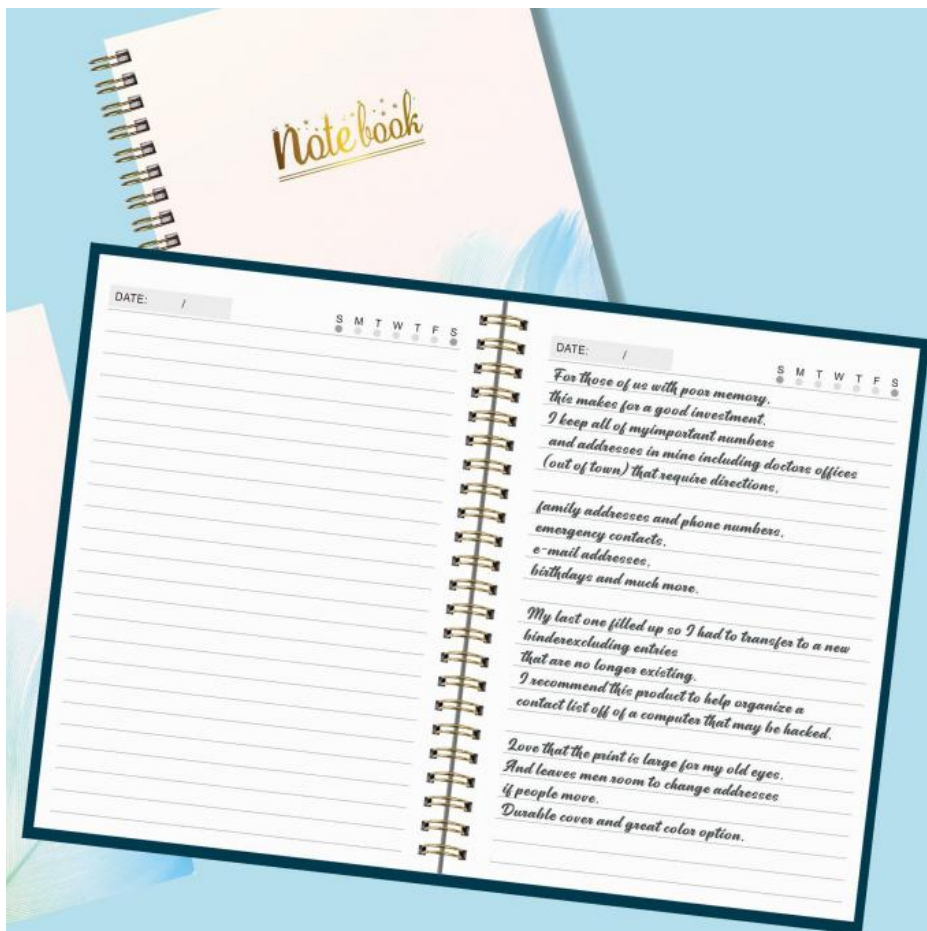 Notebook
DATE: /
S M T W T F S
DATE: /
S M T W T F S
For those of us with poor memory,
this makes for a good investment.
I keep all of myimportant numbers
and addresses in mine including doctors offices
(out of town) that require directions,
family addresses and phone numbers,
emergency contacts,
e-mail addresses,
birthdays and much more.
My last one filled up so I had to transfer to a new
binderexcluding entries
that are no longer existing.
I recommend this product to help organize a
contact list off of a computer that may be hacked.
Love that the print is large for my old eyes.
And leaves men room to change addresses
if people move.
Durable cover and great color option.